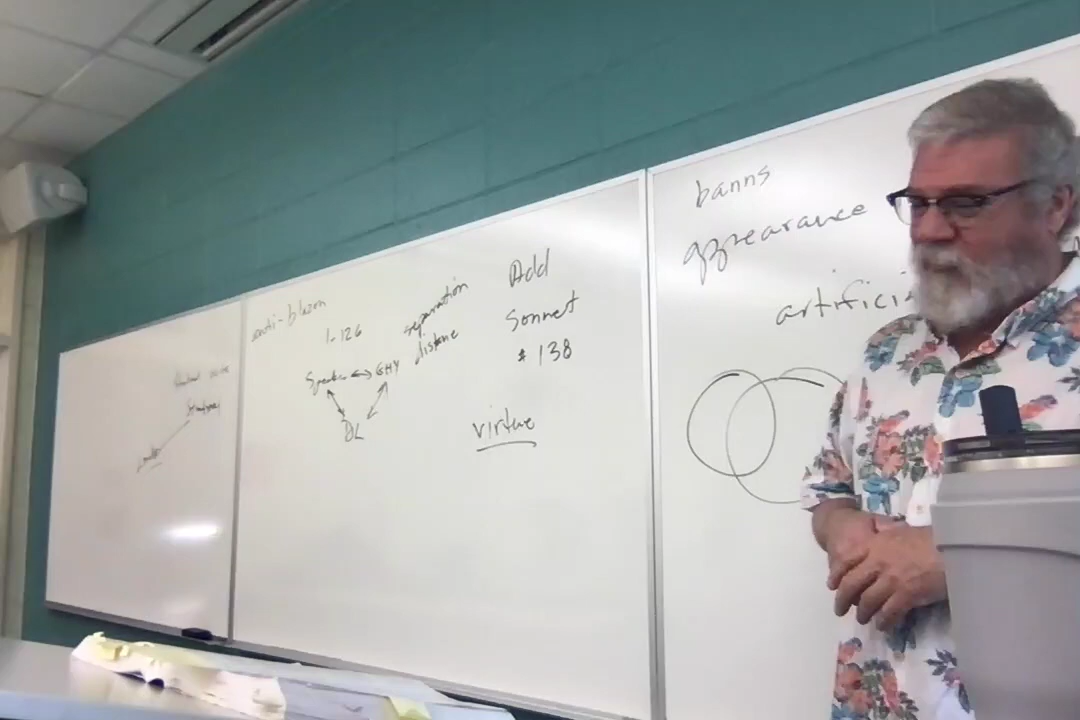 anti-blazon
1-126
Speaker GHY
DL
separation
distance
Add
Sonnet
# 138
virtue
banns
appearance
artifici